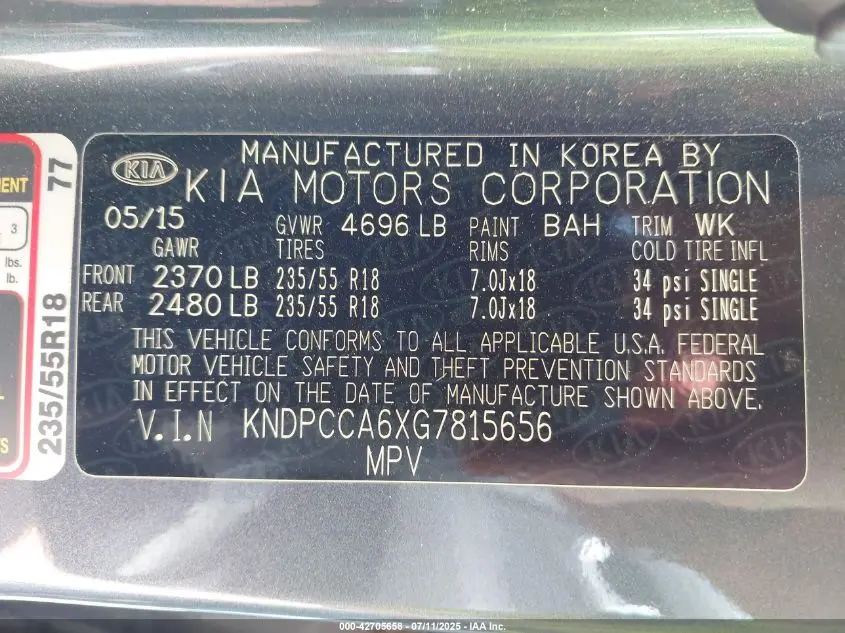 ENT
3
lbs.
lb.
L
TS
77
235/55R18
KIA
MANUFACTURED IN KOREA BY
KIA MOTORS CORPORATION
05/15 GVWR 4696 LB PAINT BAH TRIM WK
GAWR TIRES RIMS COLD TIRE INFL
FRONT 2370 LB 235/55 R18 7.0Jx18 34 psi SINGLE
REAR 2480 LB 235/55 R18 7.0Jx18 34 psi SINGLE
THIS VEHICLE CONFORMS TO ALL APPLICABLE U.S.A. FEDERAL
MOTOR VEHICLE SAFETY AND THEFT PREVENTION STANDARDS
IN EFFECT ON THE DATE OF MANUFACTURE SHOWN ABOVE.
V.I.N KNDPCCA6XG7815656
MPV
000-42705658 - 07/11/2025 - IAA Inc.